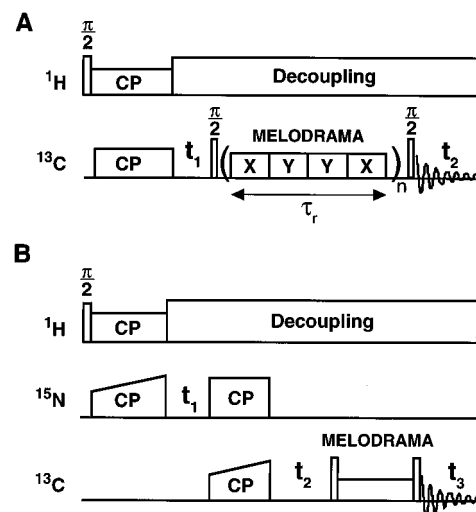 A
π/2
¹H CP Decoupling
π/2 π/2
¹³C t₁ ( MELODRAMA )n t₂
CP X Y Y X
τᵣ
B
π/2
¹H CP Decoupling
¹⁵N CP t₁ CP
MELODRAMA
¹³C CP t₂ t₃